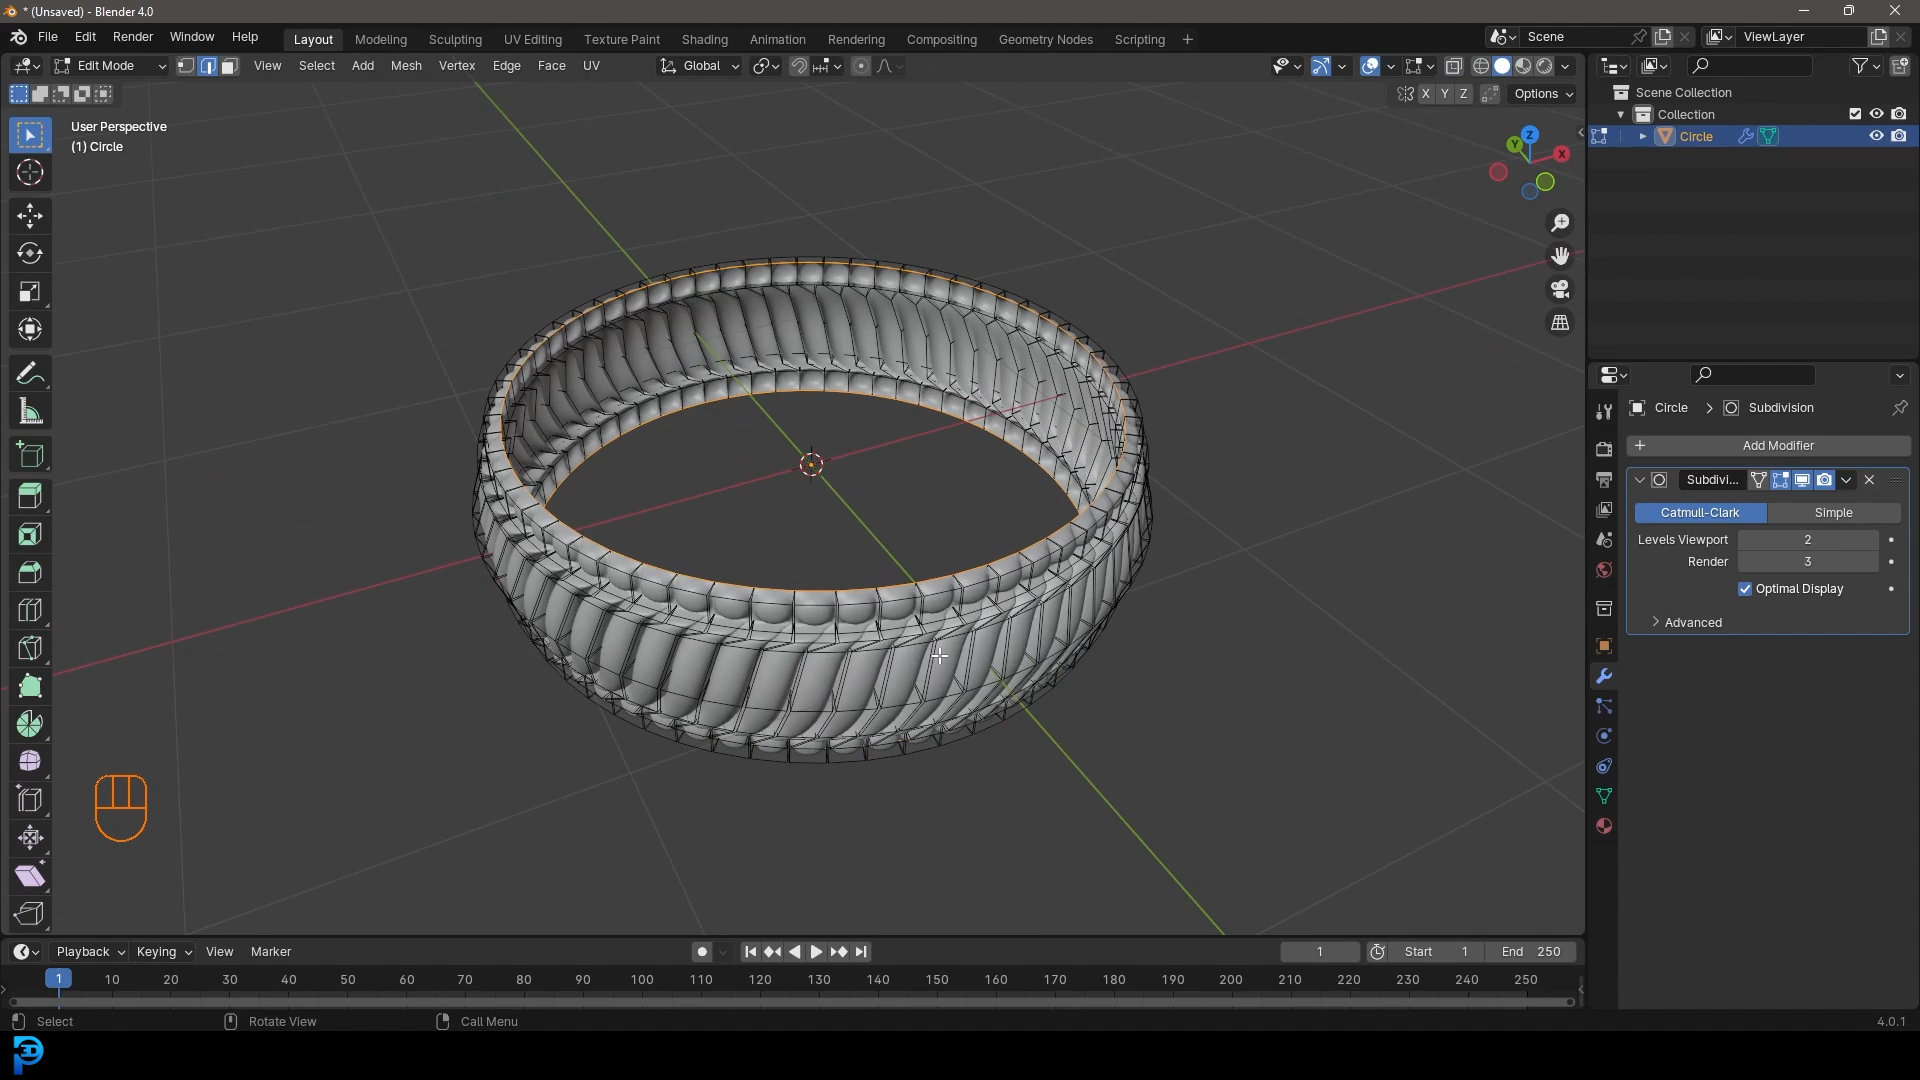 * (Unsaved) - Blender 4.0
File Edit Render Window Help
Layout Modeling Sculpting UV Editing Texture Paint Shading Animation Rendering Compositing Geometry Nodes Scripting +
Scene ViewLayer
Edit Mode View Select Add Mesh Vertex Edge Face UV Global
X Y Z Options
User Perspective
(1) Circle
Z
Y
X
Scene Collection
Collection
Circle
Circle > Subdivision
+ Add Modifier
Subdivi...
Catmull-Clark Simple
Levels Viewport 2
Render 3
Optimal Display
Advanced
Playback Keying View Marker
1 Start 1 End 250
1 10 20 30 40 50 60 70 80 90 100 110 120 130 140 150 160 170 180 190 200 210 220 230 240 250
Select Rotate View Call Menu 4.0.1
3D